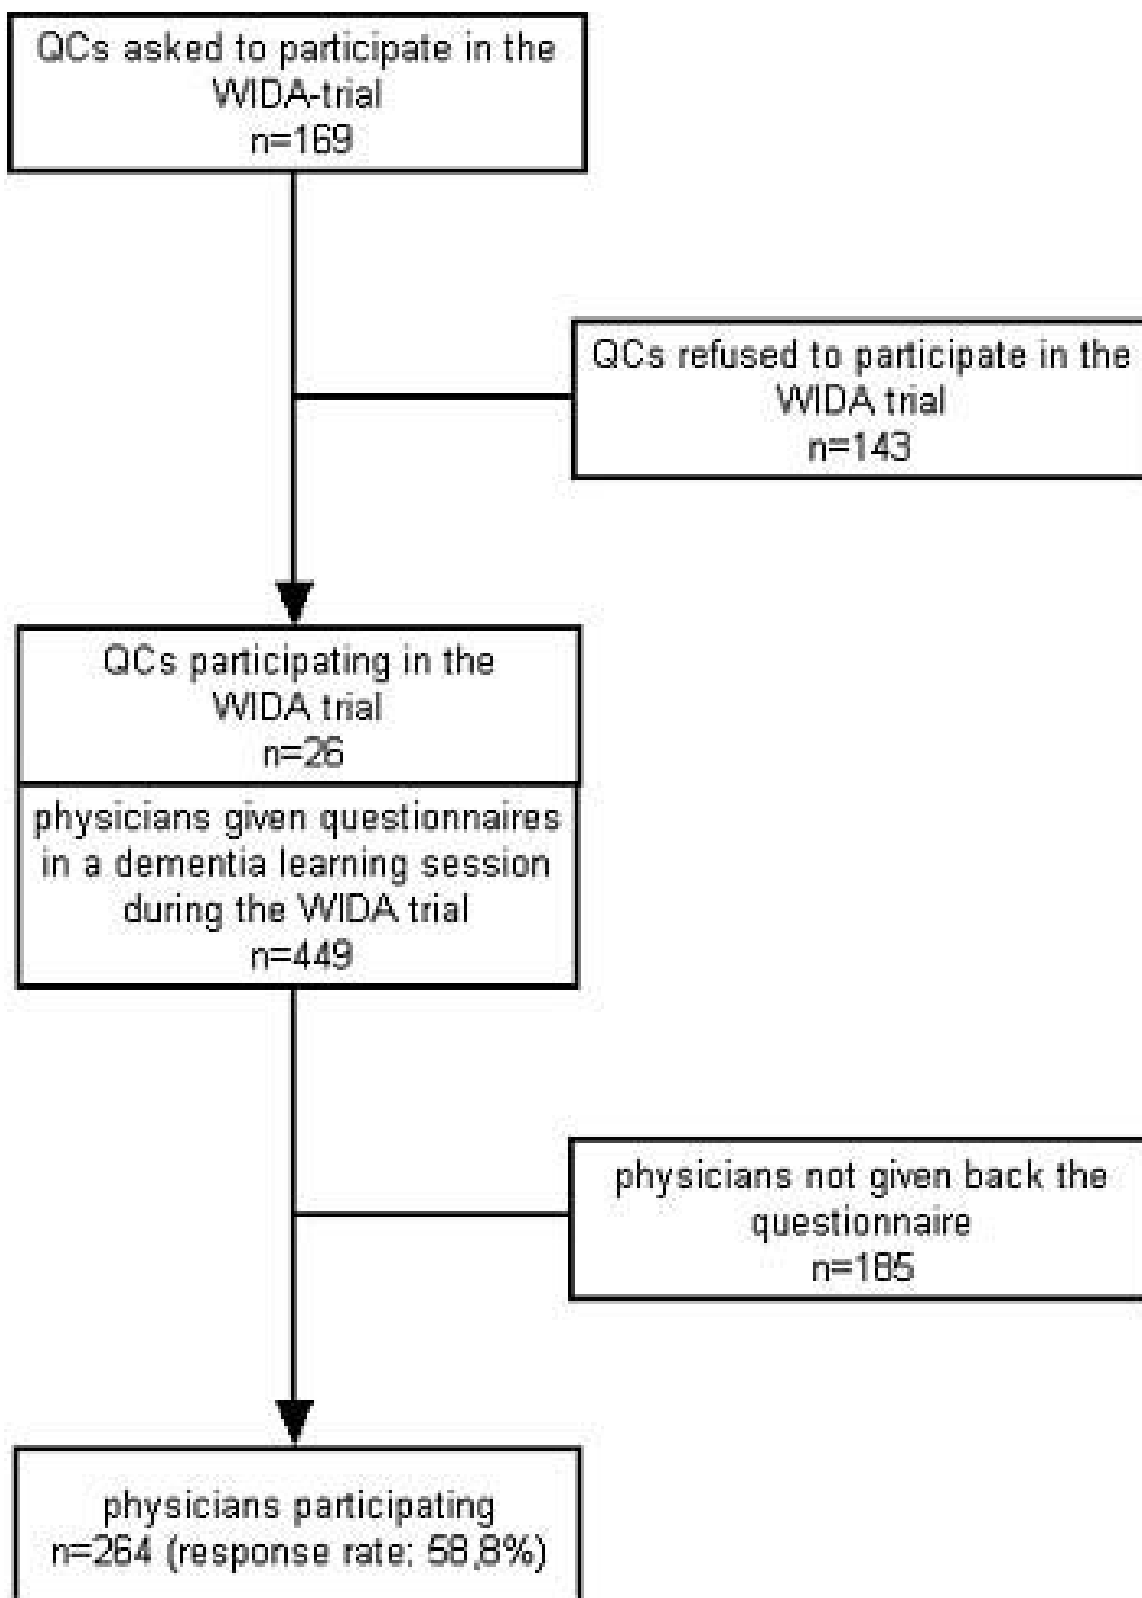 QCs asked to participate in the
WIDA-trial
n=169
QCs refused to participate in the
WIDA trial
n=143
QCs participating in the
WIDA trial
n=26
physicians given questionnaires
in a dementia learning session
during the WIDA trial
n=449
physicians not given back the
questionnaire
n=185
physicians participating
n=264 (response rate: 58,8%)